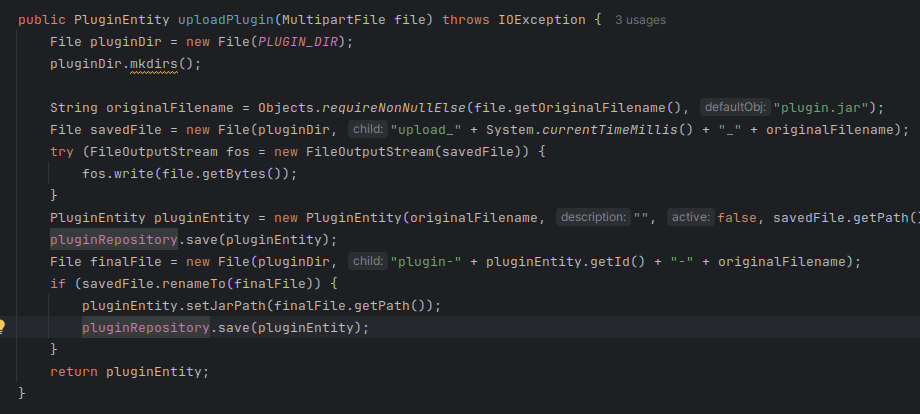 public PluginEntity uploadPlugin(MultipartFile file) throws IOException {  3 usages
    File pluginDir = new File(PLUGIN_DIR);
    pluginDir.mkdirs();

    String originalFilename = Objects.requireNonNullElse(file.getOriginalFilename(), defaultObj: "plugin.jar");
    File savedFile = new File(pluginDir, child: "upload_" + System.currentTimeMillis() + "_" + originalFilename);
    try (FileOutputStream fos = new FileOutputStream(savedFile)) {
        fos.write(file.getBytes());
    }
    PluginEntity pluginEntity = new PluginEntity(originalFilename, description: "", active: false, savedFile.getPath()
    pluginRepository.save(pluginEntity);
    File finalFile = new File(pluginDir, child: "plugin-" + pluginEntity.getId() + "-" + originalFilename);
    if (savedFile.renameTo(finalFile)) {
        pluginEntity.setJarPath(finalFile.getPath());
        pluginRepository.save(pluginEntity);
    }
    return pluginEntity;
}